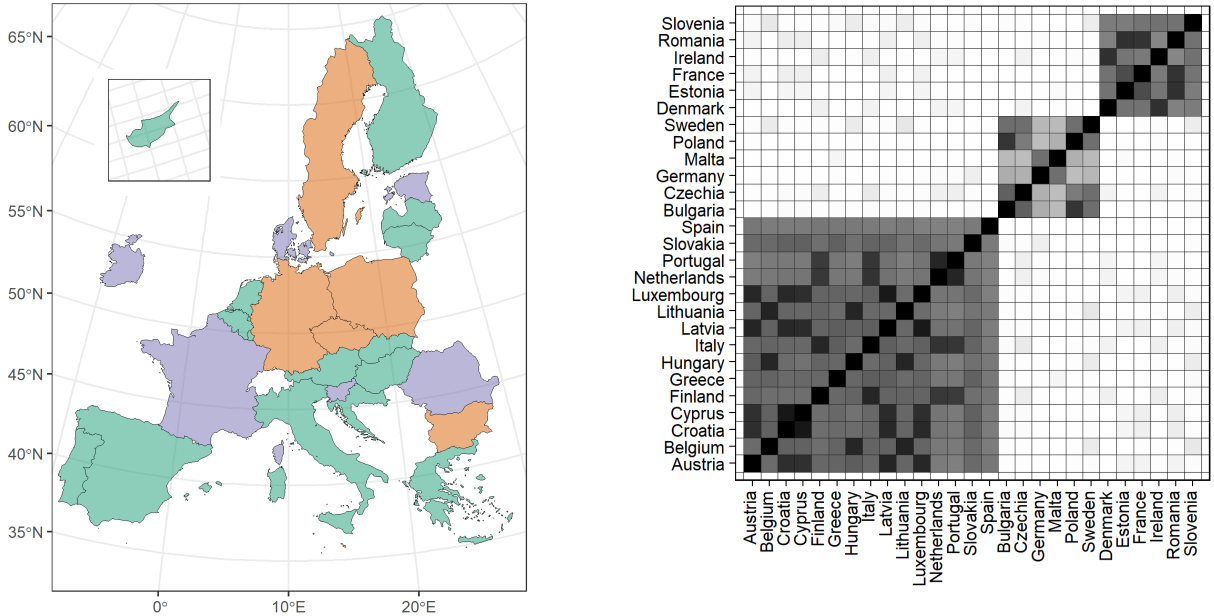 65°N
60°N
55°N
50°N
45°N
40°N
35°N
0°
10°E
20°E
Slovenia
Romania
Ireland
France
Estonia
Denmark
Sweden
Poland
Malta
Germany
Czechia
Bulgaria
Spain
Slovakia
Portugal
Netherlands
Luxembourg
Lithuania
Latvia
Italy
Hungary
Greece
Finland
Cyprus
Croatia
Belgium
Austria
Austria
Belgium
Croatia
Cyprus
Finland
Greece
Hungary
Italy
Latvia
Lithuania
Luxembourg
Netherlands
Portugal
Slovakia
Spain
Bulgaria
Czechia
Germany
Malta
Poland
Sweden
Denmark
Estonia
France
Ireland
Romania
Slovenia